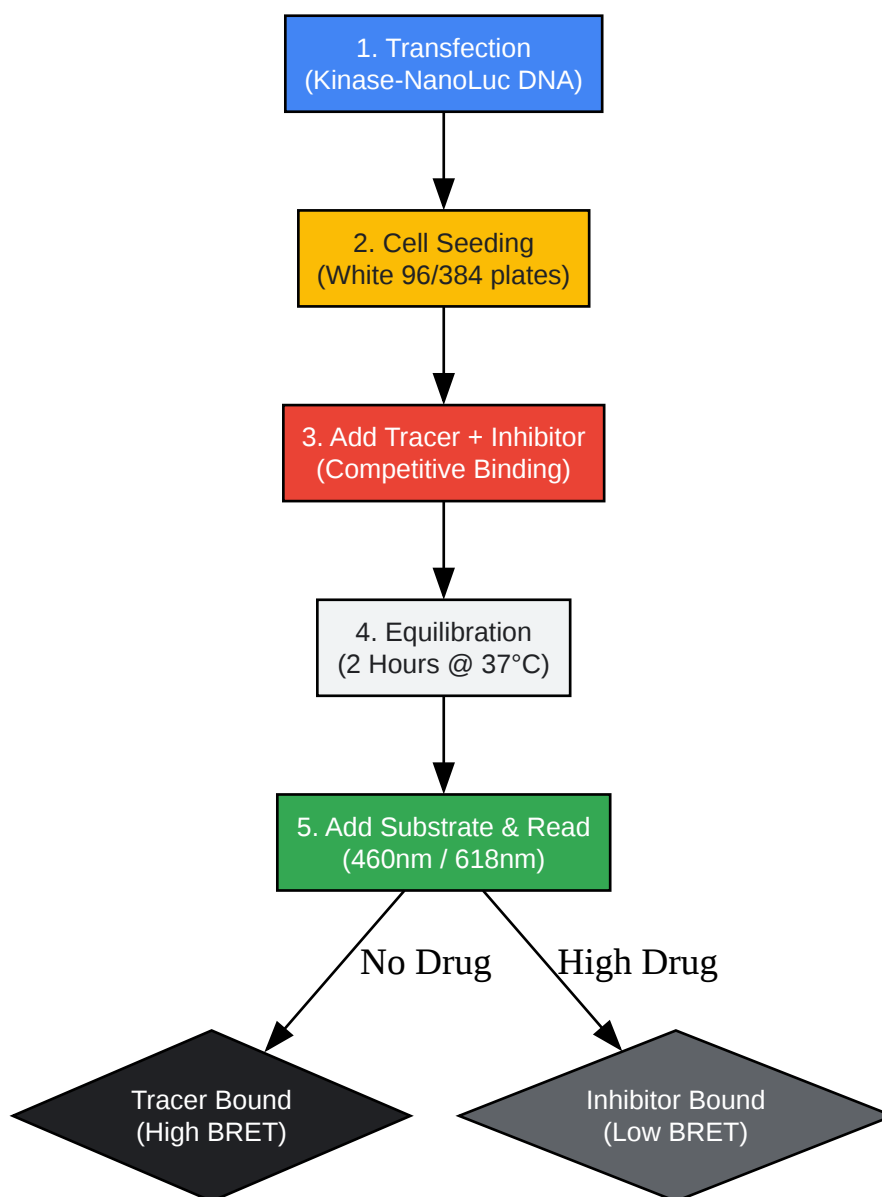 1. Transfection
(Kinase-NanoLuc DNA)
2. Cell Seeding
(White 96/384 plates)
3. Add Tracer + Inhibitor
(Competitive Binding)
4. Equilibration
(2 Hours @ 37°C)
5. Add Substrate & Read
(460nm / 618nm)
No Drug
High Drug
Tracer Bound
(High BRET)
Inhibitor Bound
(Low BRET)